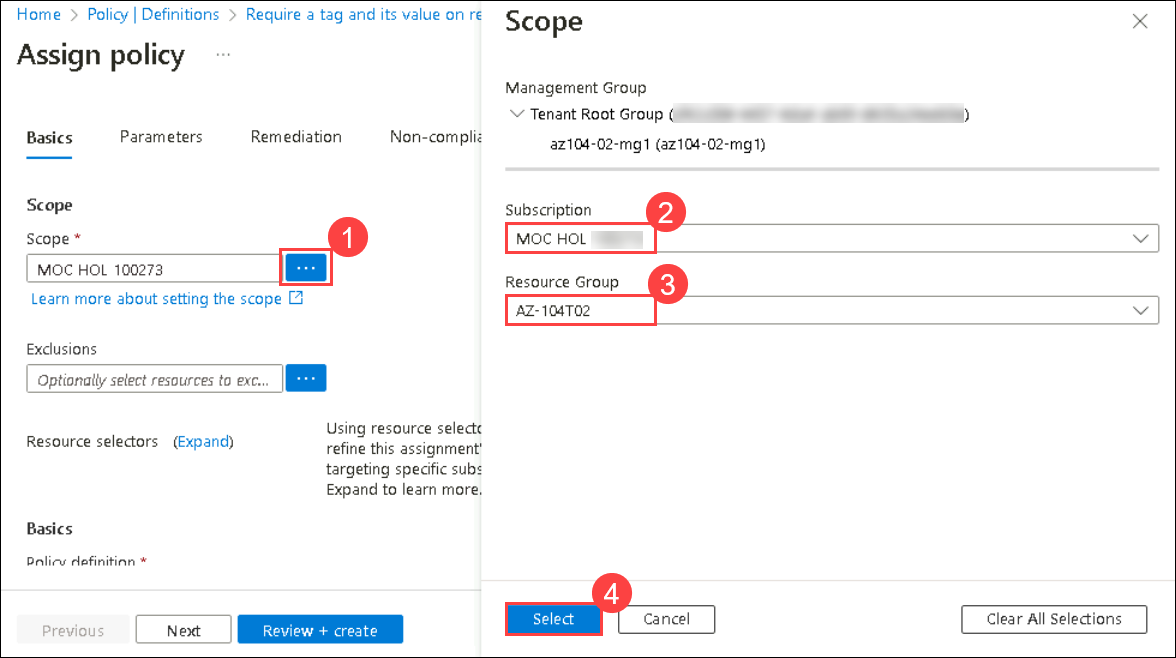 Home > Policy | Definitions > Require a tag and its value on re
Assign policy ...
Basics Parameters Remediation Non-complia
Scope
Scope *
MOC HOL 100273 ... 1
Learn more about setting the scope
Exclusions
Optionally select resources to exc... ...
Resource selectors (Expand)
Using resource selecto
refine this assignment'
targeting specific subs
Expand to learn more.
Basics
Policy definition *
Previous Next Review + create
Scope
Management Group
Tenant Root Group ( )
az104-02-mg1 (az104-02-mg1)
Subscription 2
MOC HOL
Resource Group 3
AZ-104T02
4
Select Cancel Clear All Selections